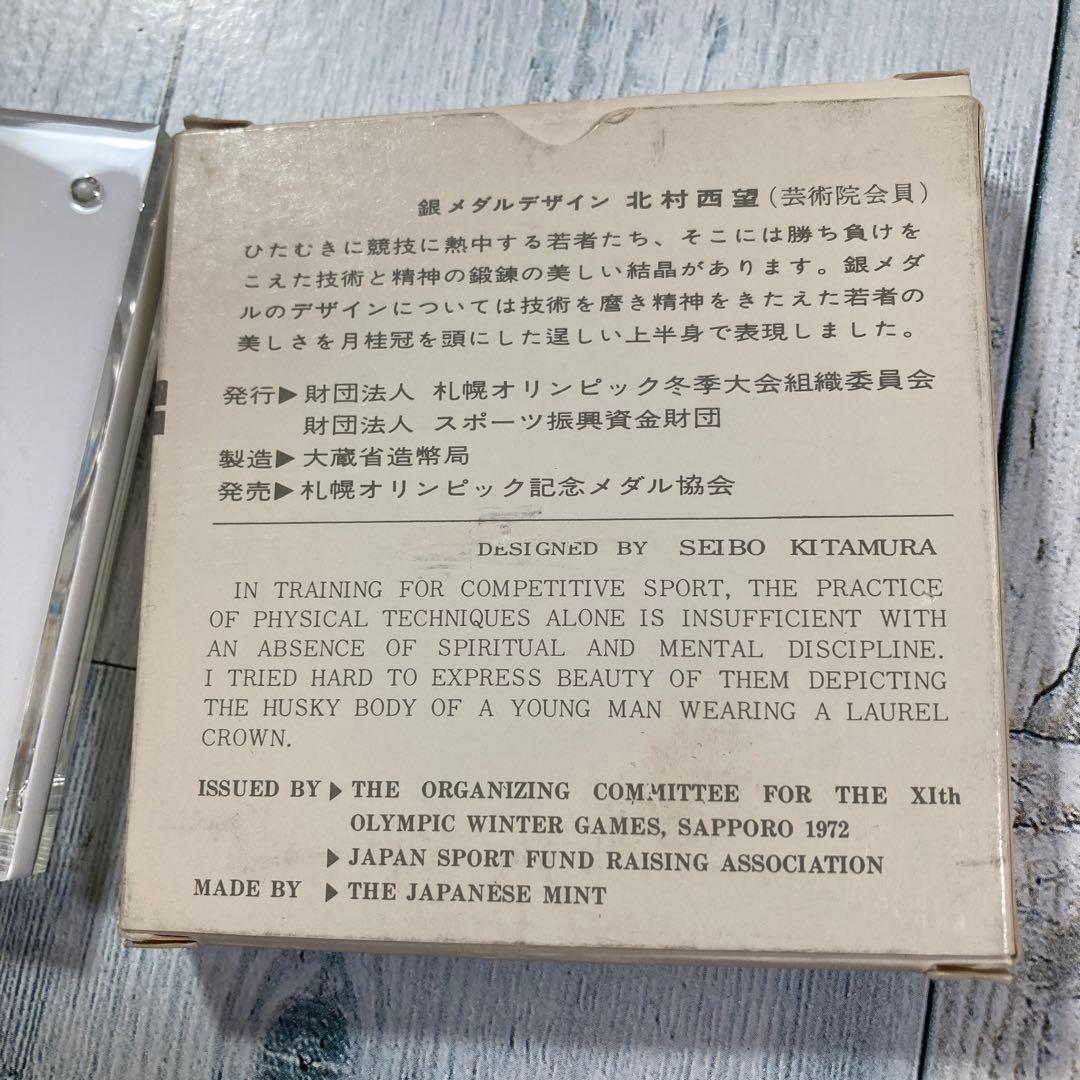 銀メダルデザイン 北村西望(芸術院会員)
ひたむきに競技に熱中する若者たち、そこには勝ち負けを
こえた技術と精神の鍛錬の美しい結晶があります。銀メダ
ルのデザインについては技術を磨き精神をきたえた若者の
美しさを月桂冠を頭にした逞しい上半身で表現しました。
発行▶財団法人 札幌オリンピック冬季大会組織委員会
財団法人 スポーツ振興資金財団
製造▶大蔵省造幣局
発売▶札幌オリンピック記念メダル協会
DESIGNED BY SEIBO KITAMURA
IN TRAINING FOR COMPETITIVE SPORT, THE PRACTICE
OF PHYSICAL TECHNIQUES ALONE IS INSUFFICIENT WITH
AN ABSENCE OF SPIRITUAL AND MENTAL DISCIPLINE.
I TRIED HARD TO EXPRESS BEAUTY OF THEM DEPICTING
THE HUSKY BODY OF A YOUNG MAN WEARING A LAUREL
CROWN.
ISSUED BY ▶ THE ORGANIZING COMMITTEE FOR THE XIth
OLYMPIC WINTER GAMES, SAPPORO 1972
▶ JAPAN SPORT FUND RAISING ASSOCIATION
MADE BY ▶ THE JAPANESE MINT